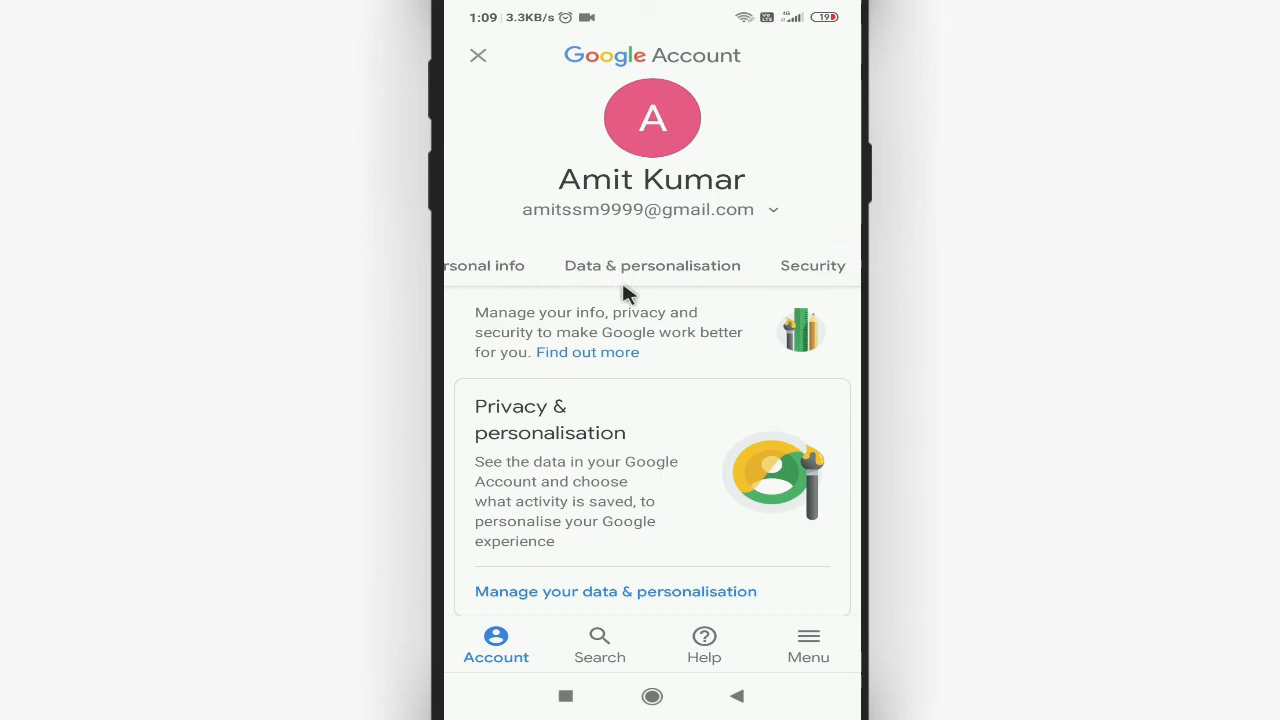 1:09 3.3KB/s 19
Google Account
A
Amit Kumar
amitssm9999@gmail.com
rsonal info Data & personalisation Security
Manage your info, privacy and
security to make Google work better
for you. Find out more
Privacy &
personalisation
See the data in your Google
Account and choose
what activity is saved, to
personalise your Google
experience
Manage your data & personalisation
Account Search Help Menu